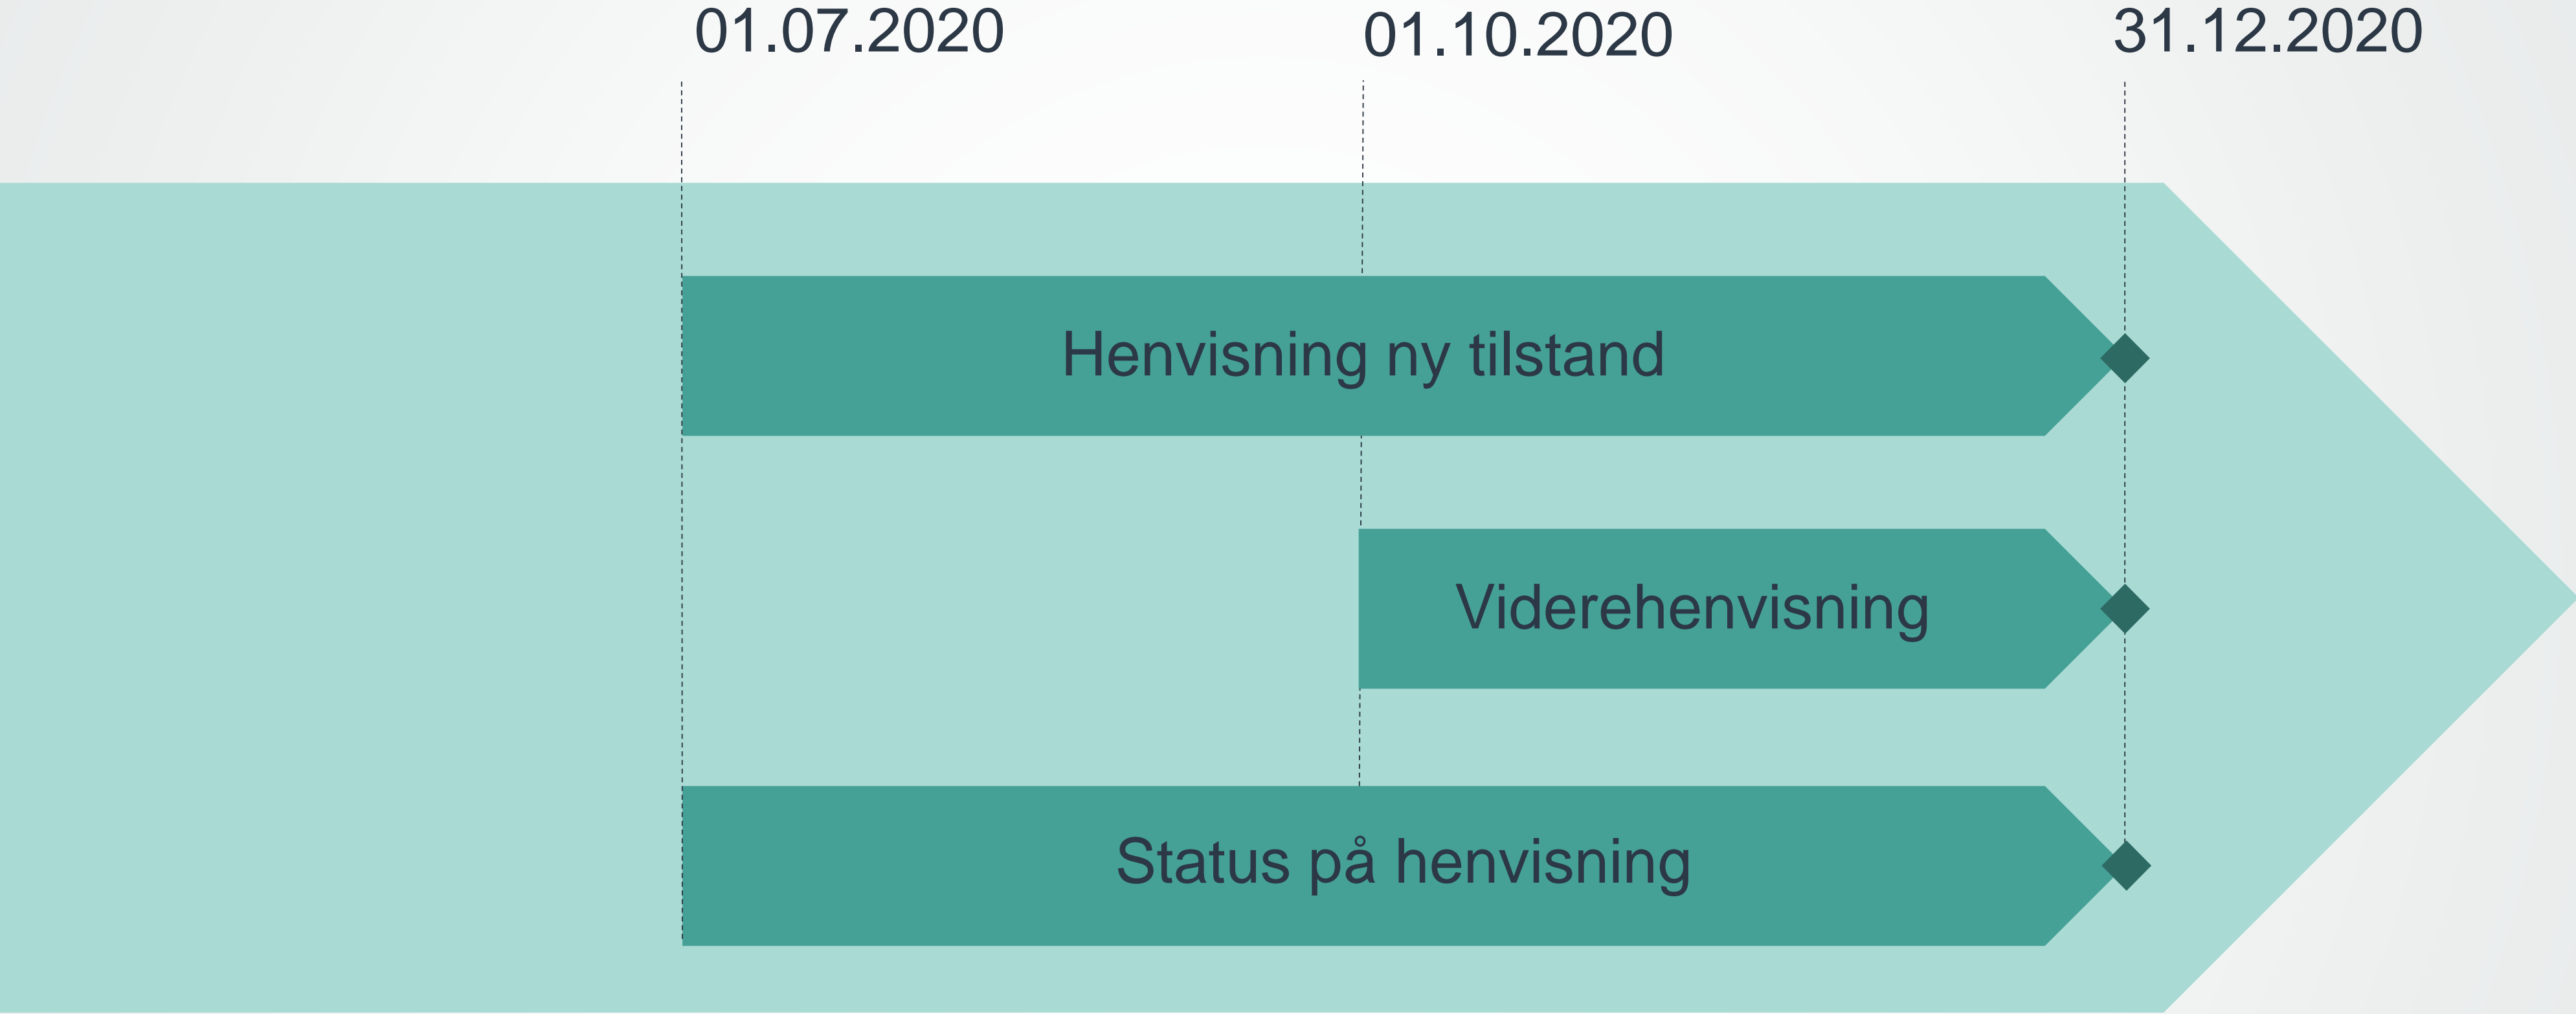 01.07.2020
01.10.2020
31.12.2020
Henvisning ny tilstand
Viderehenvisning
Status på henvisning